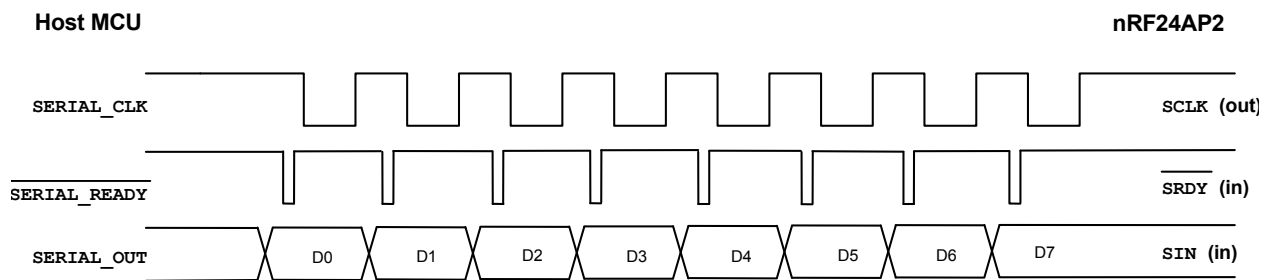 Host MCU nRF24AP2
SERIAL_CLK SCLK (out)
SERIAL_READY SRDY (in)
SERIAL_OUT D0 D1 D2 D3 D4 D5 D6 D7 SIN (in)